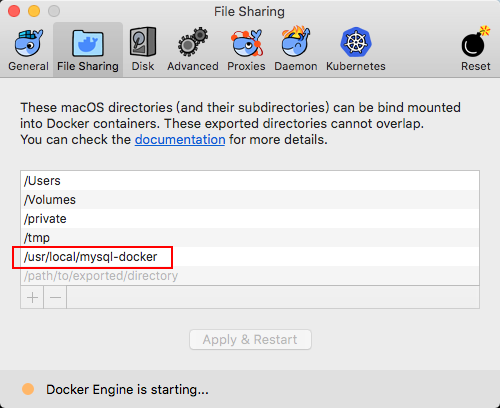 File Sharing
General
File Sharing
Disk
Advanced
Proxies
Daemon
Kubernetes
Reset
These macOS directories (and their subdirectories) can be bind mounted
into Docker containers. These exported directories cannot overlap.
You can check the documentation for more details.
/Users
/Volumes
/private
/tmp
/usr/local/mysql-docker
/path/to/exported/directory
Apply & Restart
Docker Engine is starting...